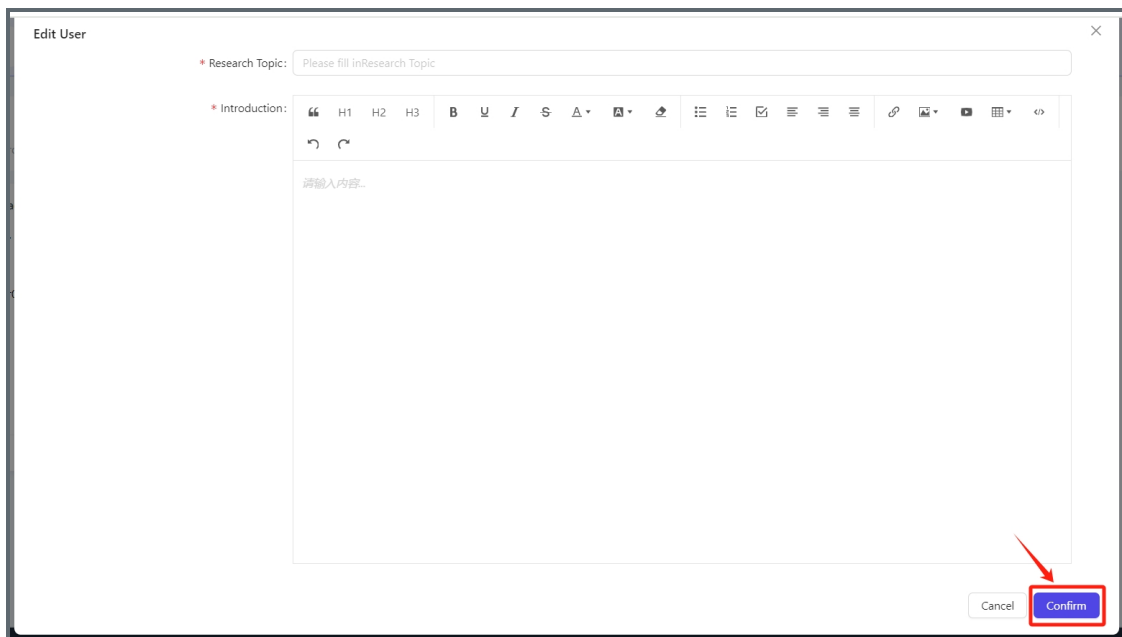 Edit User
* Research Topic:
Please fill inResearch Topic
* Introduction:
H1 H2 H3 B U I S A A
请输入内容...
Cancel
Confirm